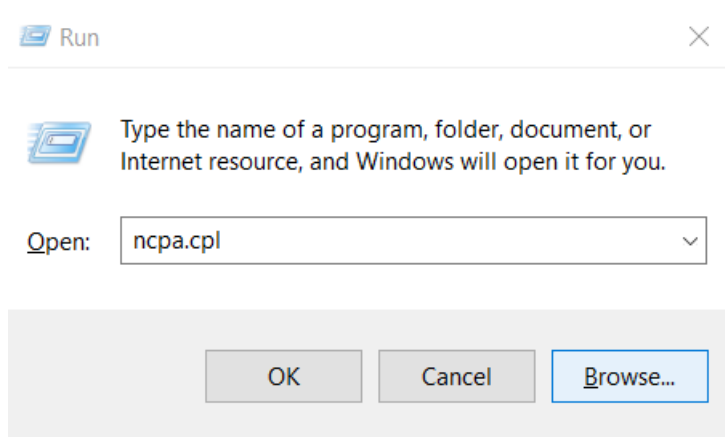 Run
Type the name of a program, folder, document, or
Internet resource, and Windows will open it for you.
Open: ncpa.cpl
OK Cancel Browse...